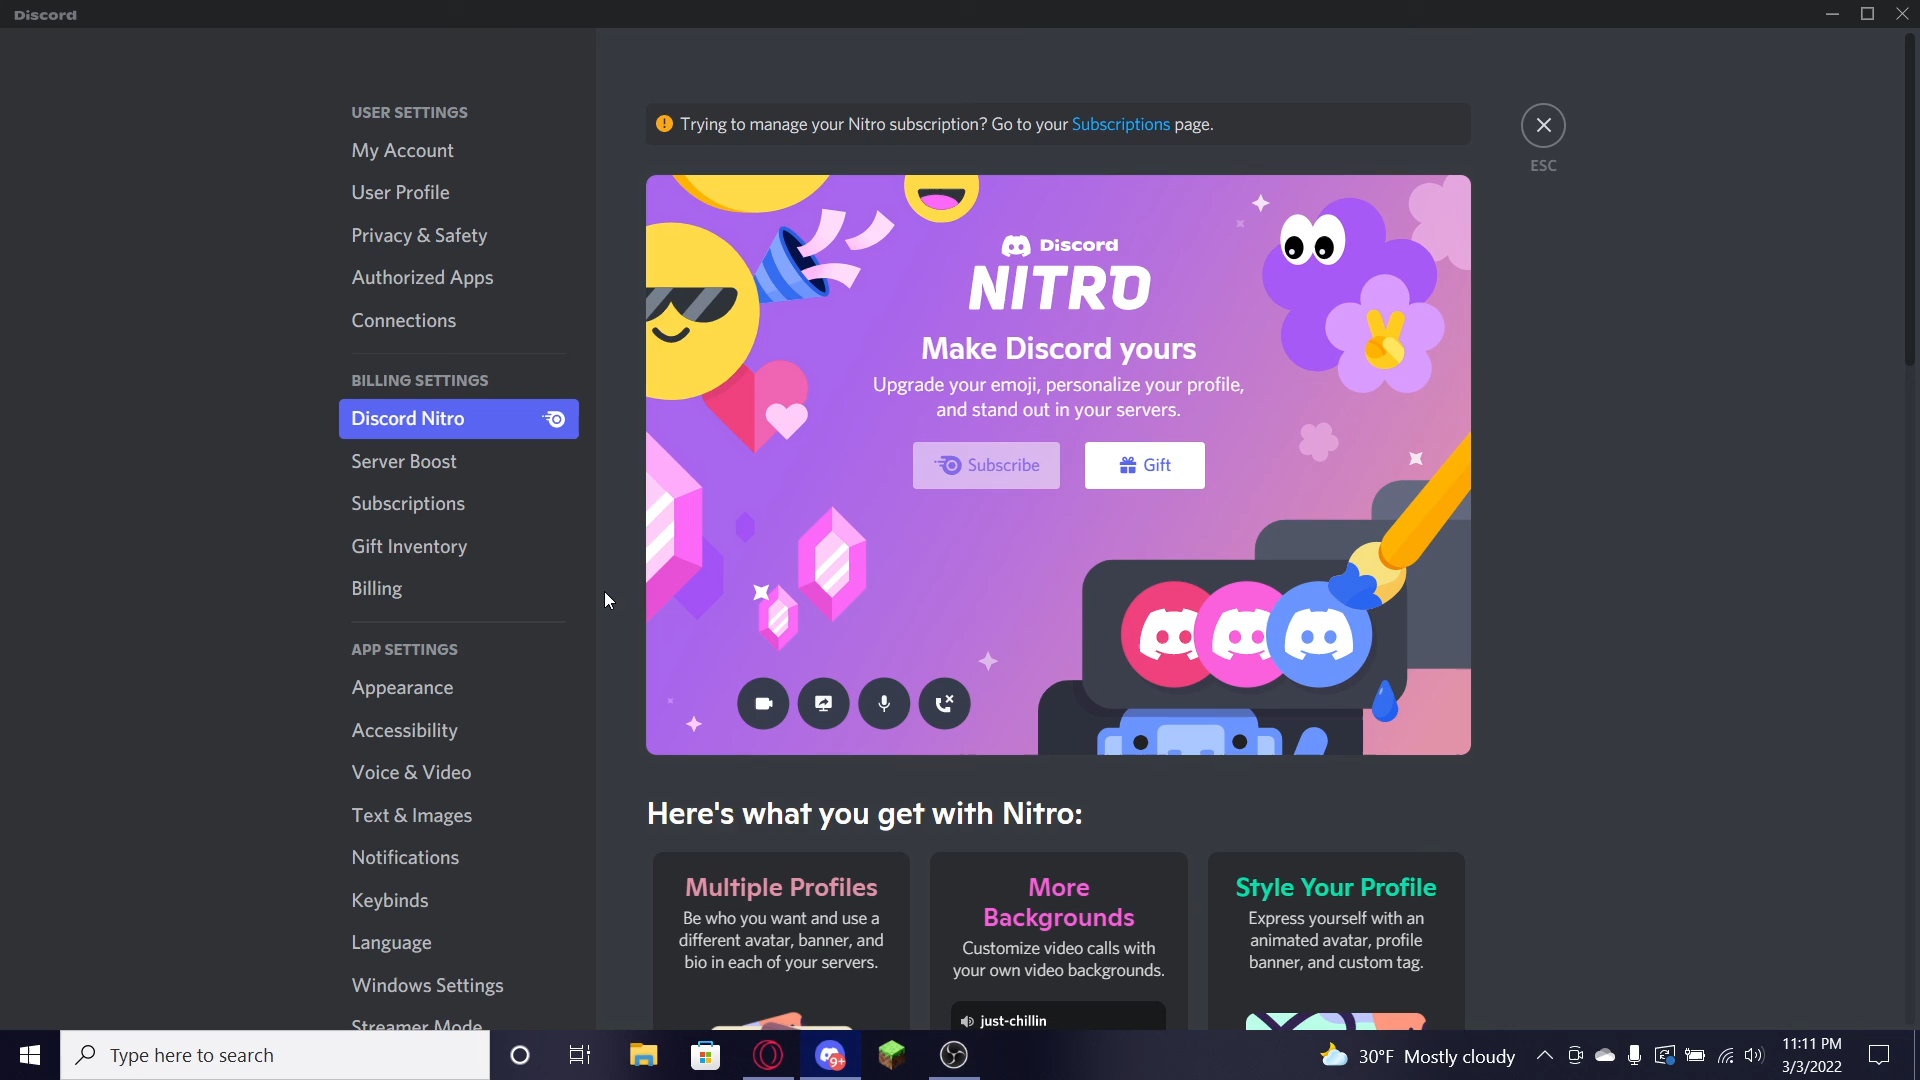 Discord
USER SETTINGS
My Account
User Profile
Privacy & Safety
Authorized Apps
Connections
BILLING SETTINGS
Discord Nitro
Server Boost
Subscriptions
Gift Inventory
Billing
APP SETTINGS
Appearance
Accessibility
Voice & Video
Text & Images
Notifications
Keybinds
Language
Windows Settings
Streamer Mode
Trying to manage your Nitro subscription? Go to your Subscriptions page.
ESC
Discord
NITRO
Make Discord yours
Upgrade your emoji, personalize your profile,
and stand out in your servers.
Subscribe
Gift
Here's what you get with Nitro:
Multiple Profiles
Be who you want and use a
different avatar, banner, and
bio in each of your servers.
More
Backgrounds
Customize video calls with
your own video backgrounds.
just-chillin
Style Your Profile
Express yourself with an
animated avatar, profile
banner, and custom tag.
Type here to search
9+
30°F Mostly cloudy
11:11 PM
3/3/2022